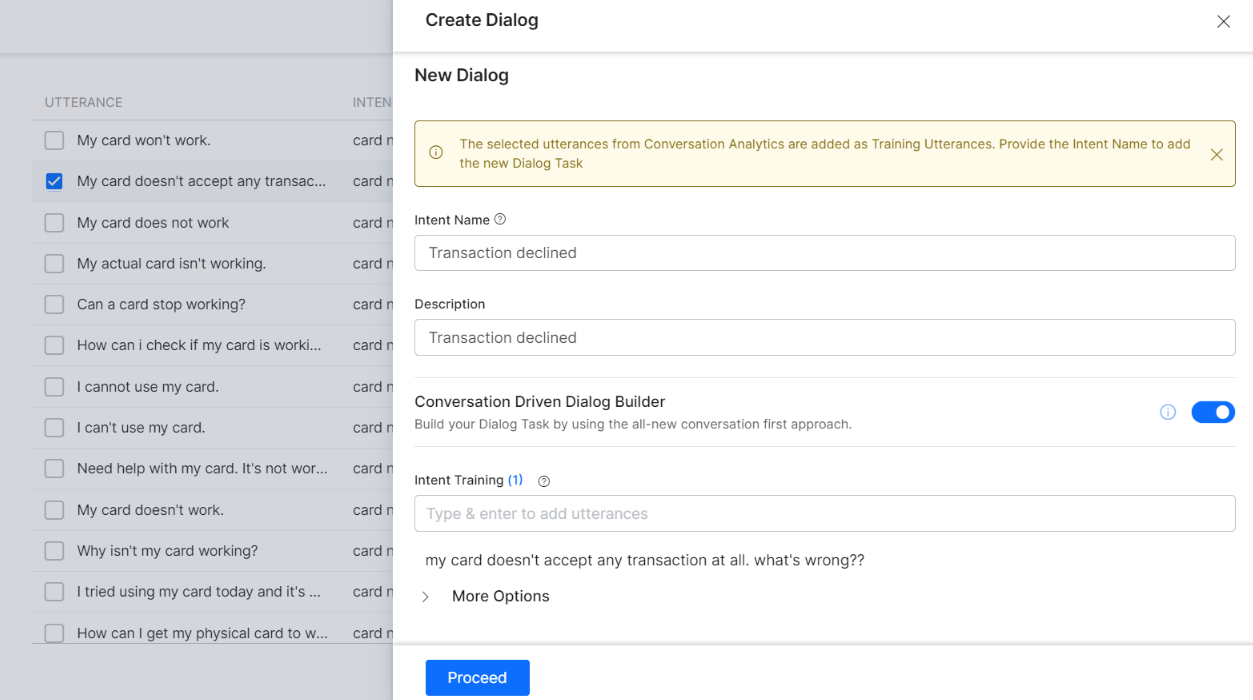 Create Dialog
New Dialog
The selected utterances from Conversation Analytics are added as Training Utterances. Provide the Intent Name to add
the new Dialog Task
Intent Name
Transaction declined
Description
Transaction declined
Conversation Driven Dialog Builder
Build your Dialog Task by using the all-new conversation first approach.
Intent Training (1)
Type & enter to add utterances
my card doesn't accept any transaction at all. what's wrong??
More Options
Proceed
UTTERANCE INTEN
My card won't work. card n
My card doesn't accept any transac... card n
My card does not work card n
My actual card isn't working. card n
Can a card stop working? card n
How can i check if my card is worki... card n
I cannot use my card. card n
I can't use my card. card n
Need help with my card. It's not wor... card n
My card doesn't work. card n
Why isn't my card working? card n
I tried using my card today and it's ... card n
How can I get my physical card to w... card n